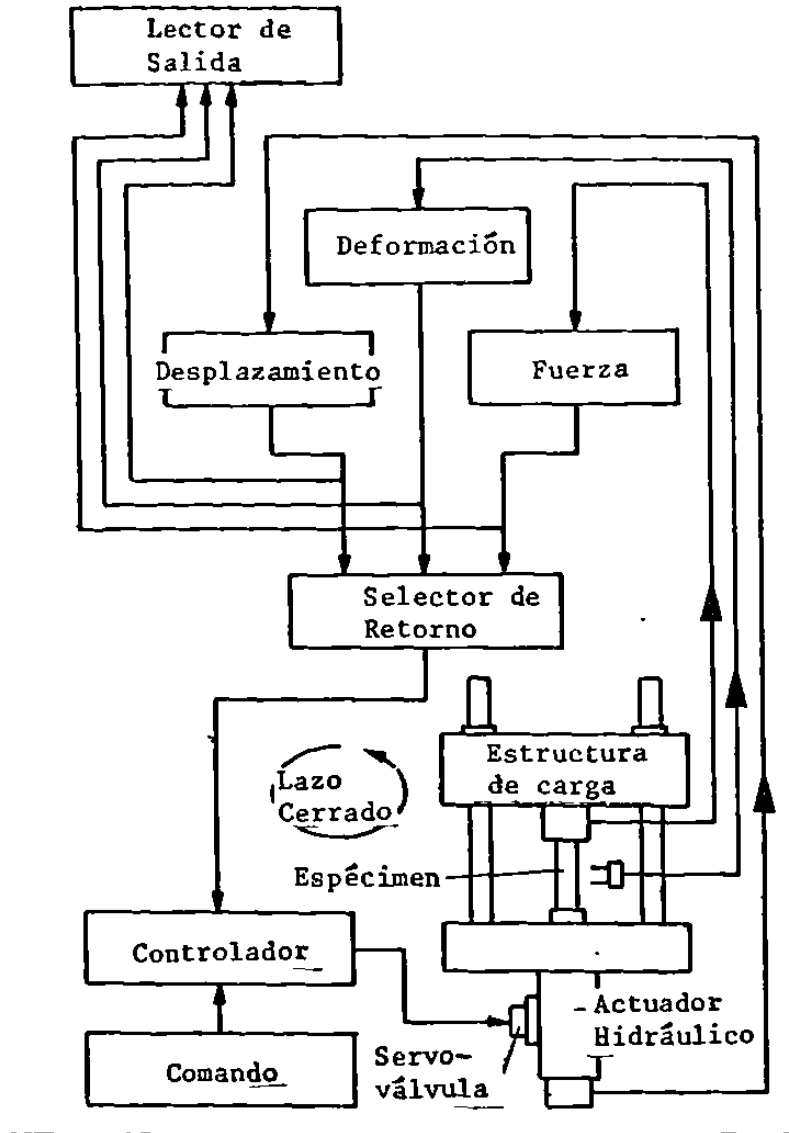 Lector de
Salida
Deformación
Desplazamiento
Fuerza
Selector de
Retorno
Estructura
de carga
Lazo
Cerrado
Espécimen
Controlador
Actuador
Hidráulico
Servo-
válvula
Comando